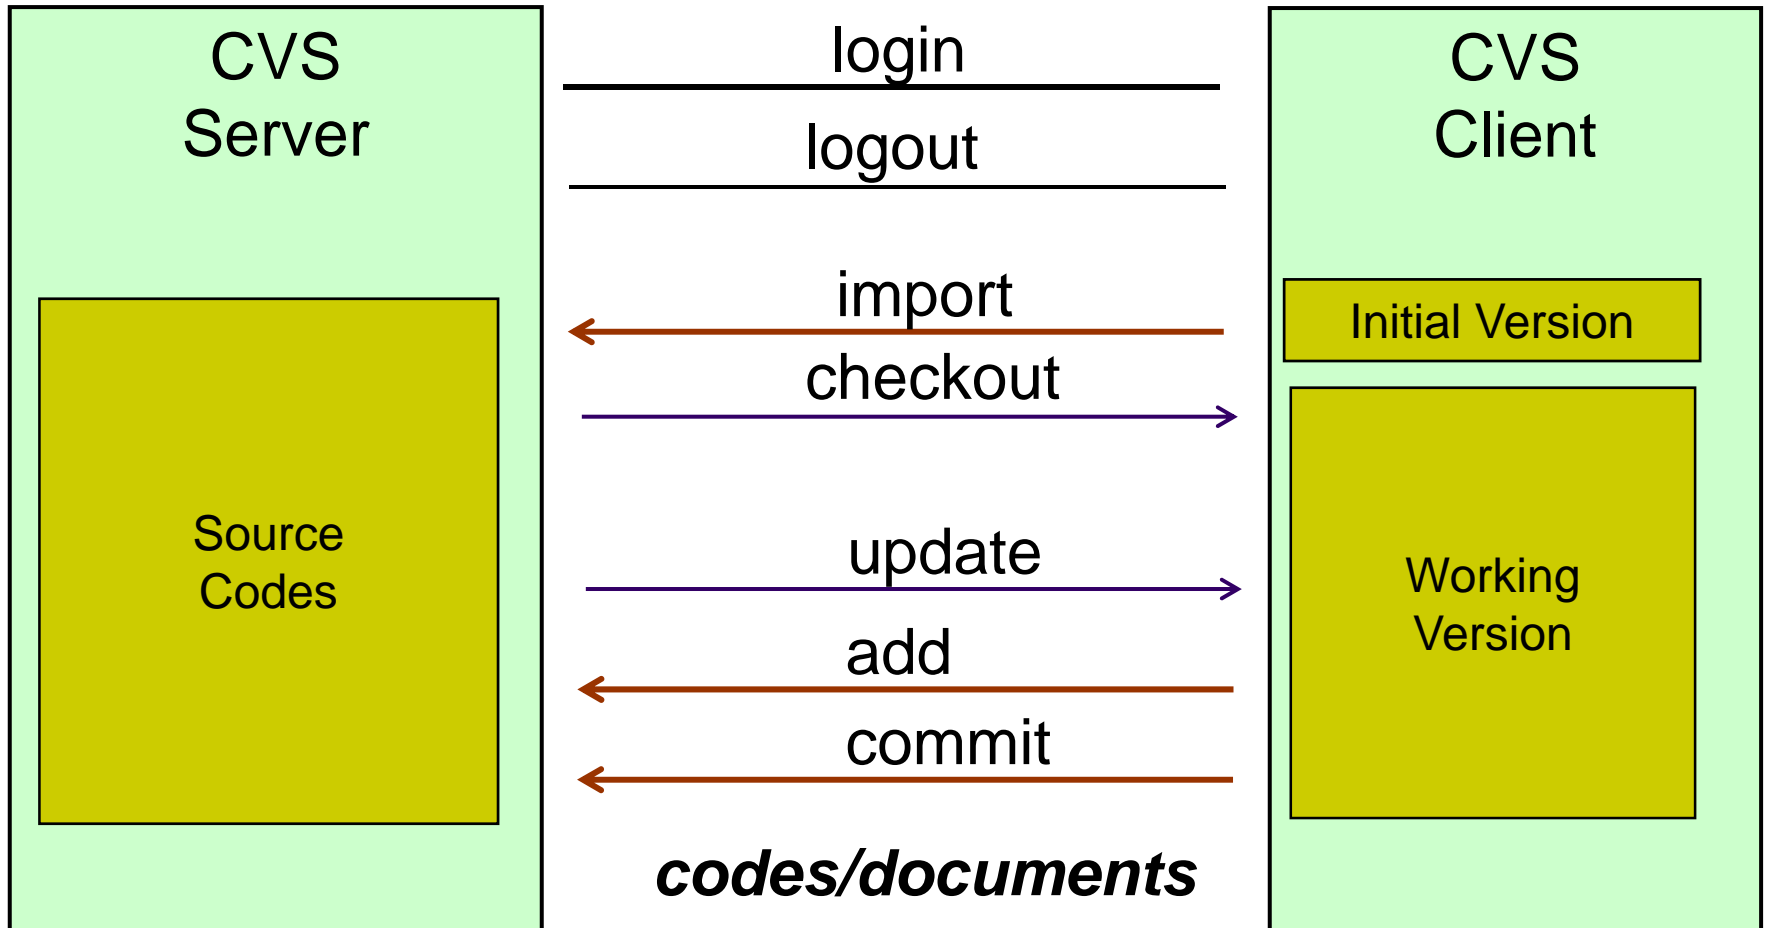 CVS
Server
Source
Codes
login
logout
import
checkout
update
add
commit
codes/documents
CVS
Client
Initial Version
Working
Version